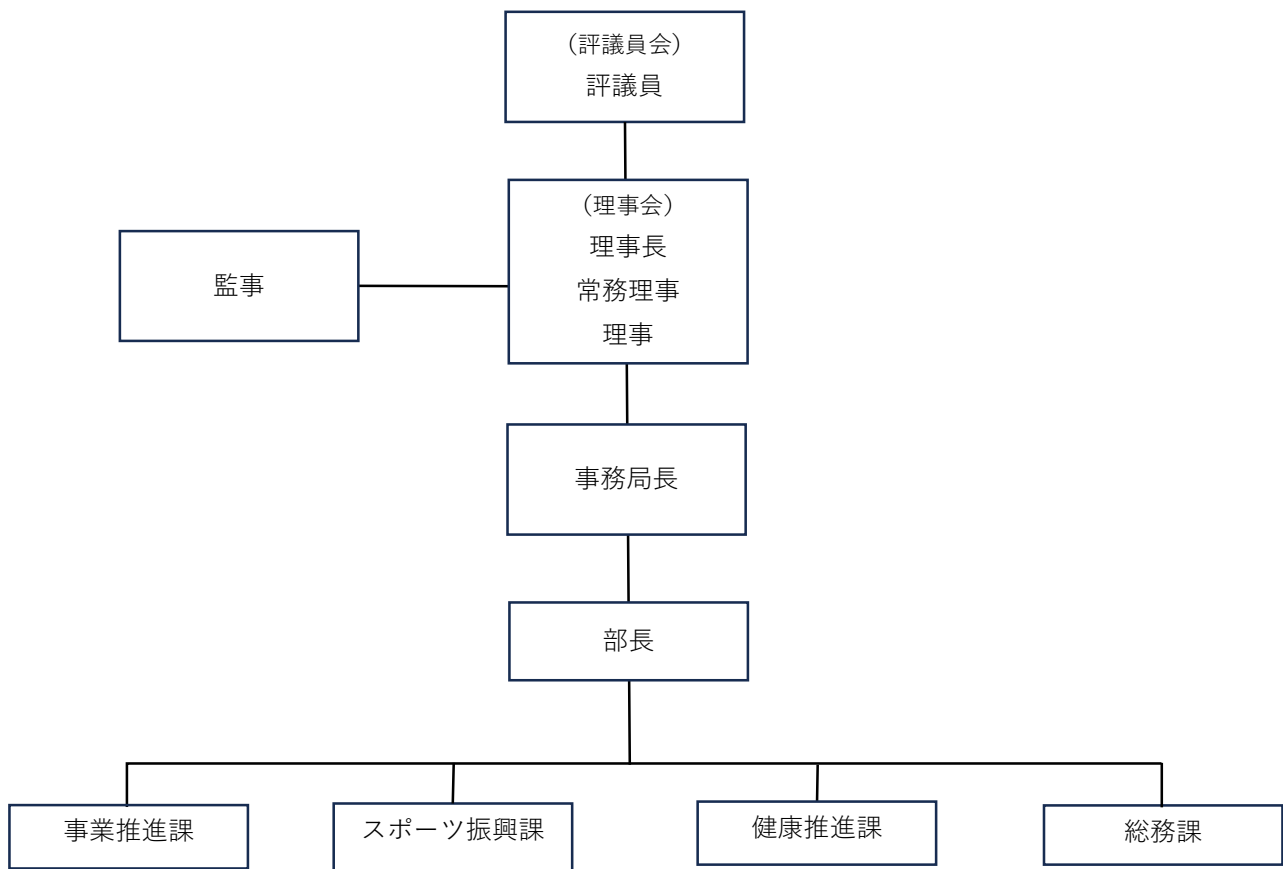 （評議員会）
評議員
（理事会）
理事長
常務理事
理事
監事
事務局長
部長
事業推進課
スポーツ振興課
健康推進課
総務課